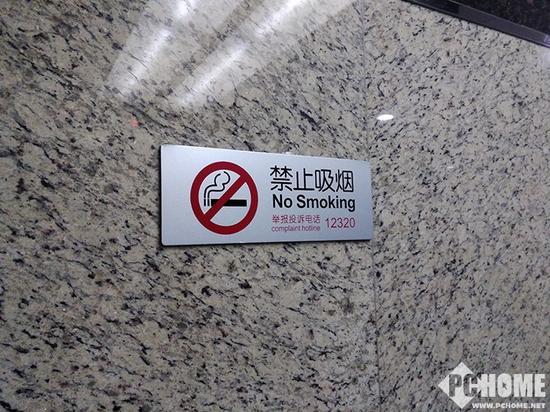 禁止吸烟
No Smoking
举报投诉电话 12320
complaint hotline
PCHOME
WWW.PCHOME.NET